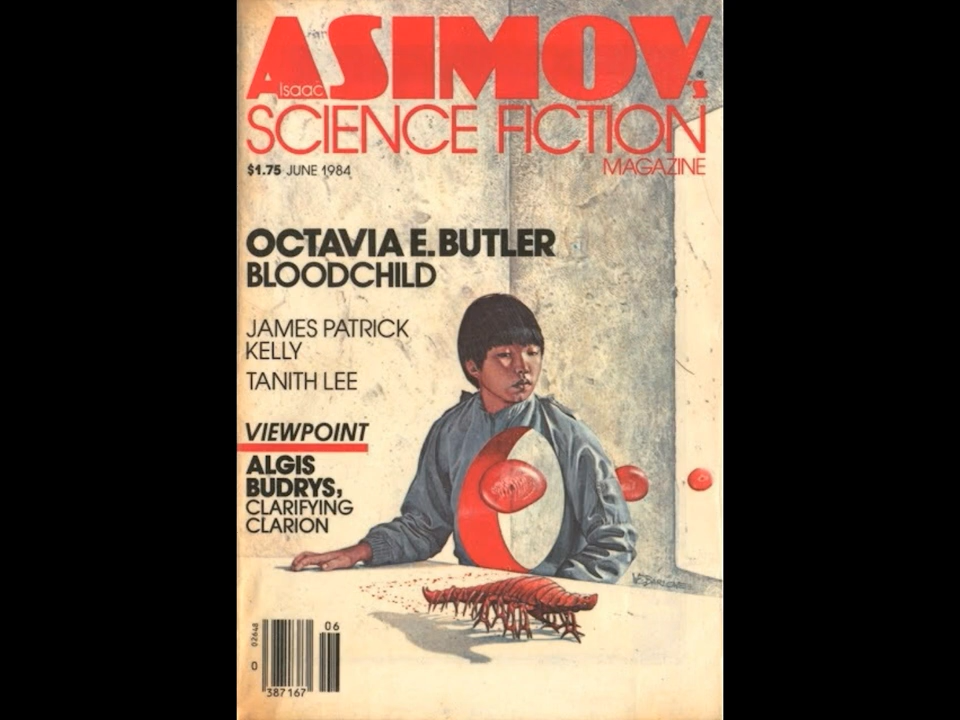 Isaac ASIMOV's
SCIENCE FICTION
MAGAZINE
$1.75 JUNE 1984
OCTAVIA E. BUTLER
BLOODCHILD
JAMES PATRICK
KELLY
TANITH LEE
VIEWPOINT
ALGIS
BUDRYS,
CLARIFYING
CLARION
06
0
02648
387167